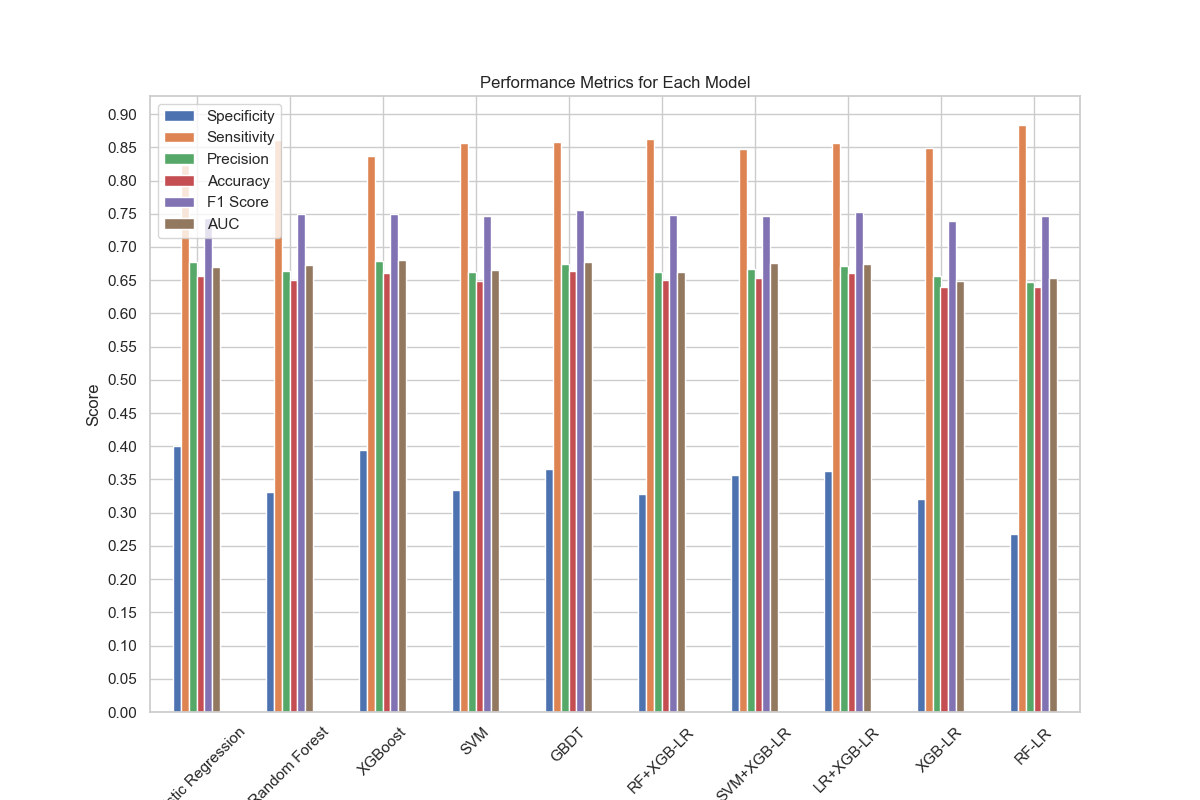 Performance Metrics for Each Model
Specificity
Sensitivity
Precision
Accuracy
F1 Score
AUC
Score
0.90
0.85
0.80
0.75
0.70
0.65
0.60
0.55
0.50
0.45
0.40
0.35
0.30
0.25
0.20
0.15
0.10
0.05
0.00
stic Regression
Random Forest
XGBoost
SVM
GBDT
RF+XGB-LR
SVM+XGB-LR
LR+XGB-LR
XGB-LR
RF-LR